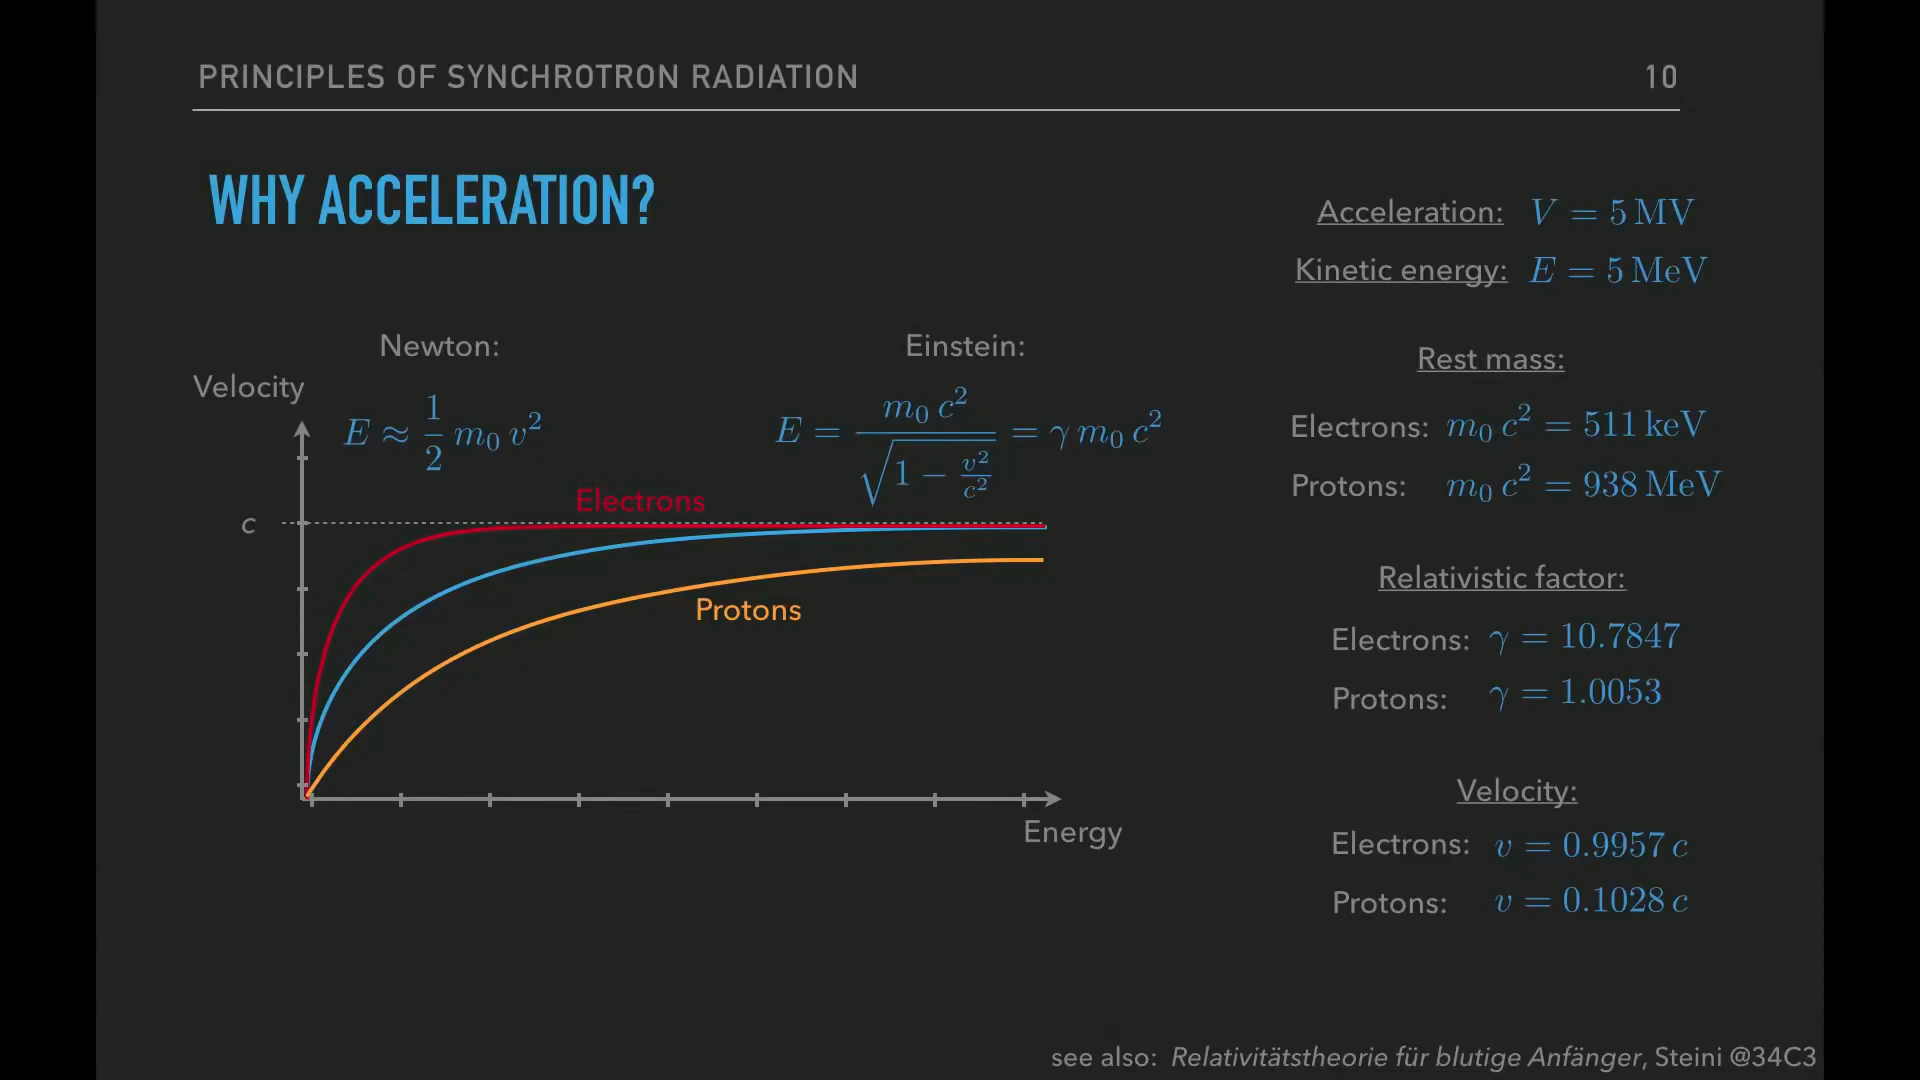 PRINCIPLES OF SYNCHROTRON RADIATION 10
WHY ACCELERATION?
Acceleration: V = 5 MV
Kinetic energy: E = 5 MeV
Newton:
Einstein:
Velocity
E ≈ 1/2 m₀ v²
E = m₀ c² / √(1 − v²/c²) = γ m₀ c²
Electrons
c
Protons
Energy
Rest mass:
Electrons: m₀ c² = 511 keV
Protons: m₀ c² = 938 MeV
Relativistic factor:
Electrons: γ = 10.7847
Protons: γ = 1.0053
Velocity:
Electrons: v = 0.9957 c
Protons: v = 0.1028 c
see also: Relativitätstheorie für blutige Anfänger, Steini @34C3